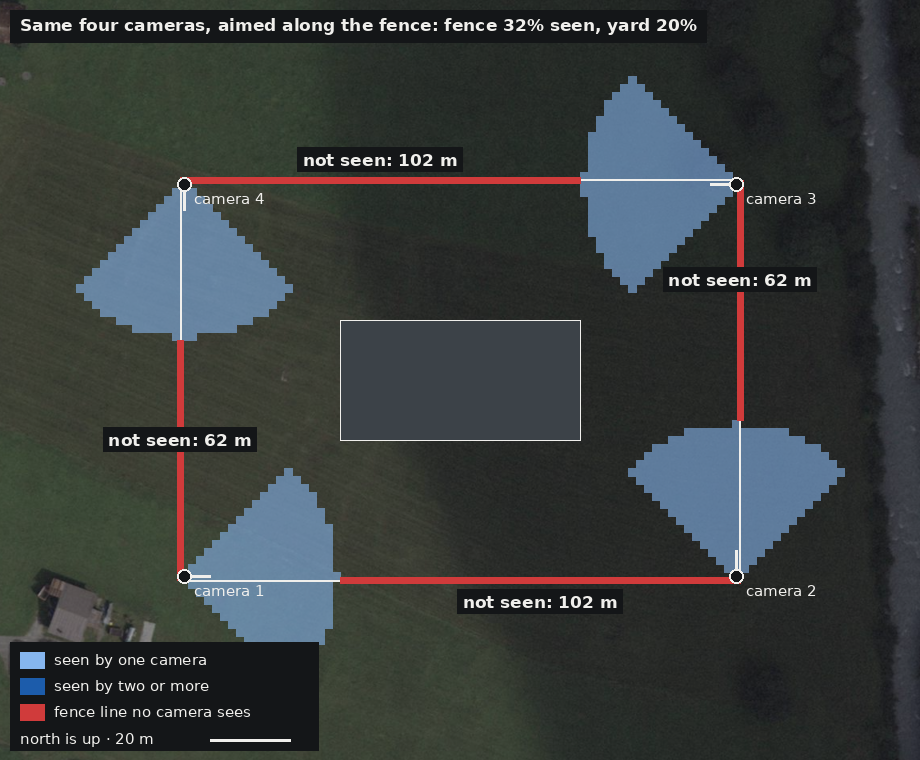 Same four cameras, aimed along the fence: fence 32% seen, yard 20%
not seen: 102 m
camera 4
camera 3
not seen: 62 m
not seen: 62 m
camera 1
camera 2
not seen: 102 m
seen by one camera
seen by two or more
fence line no camera sees
north is up · 20 m